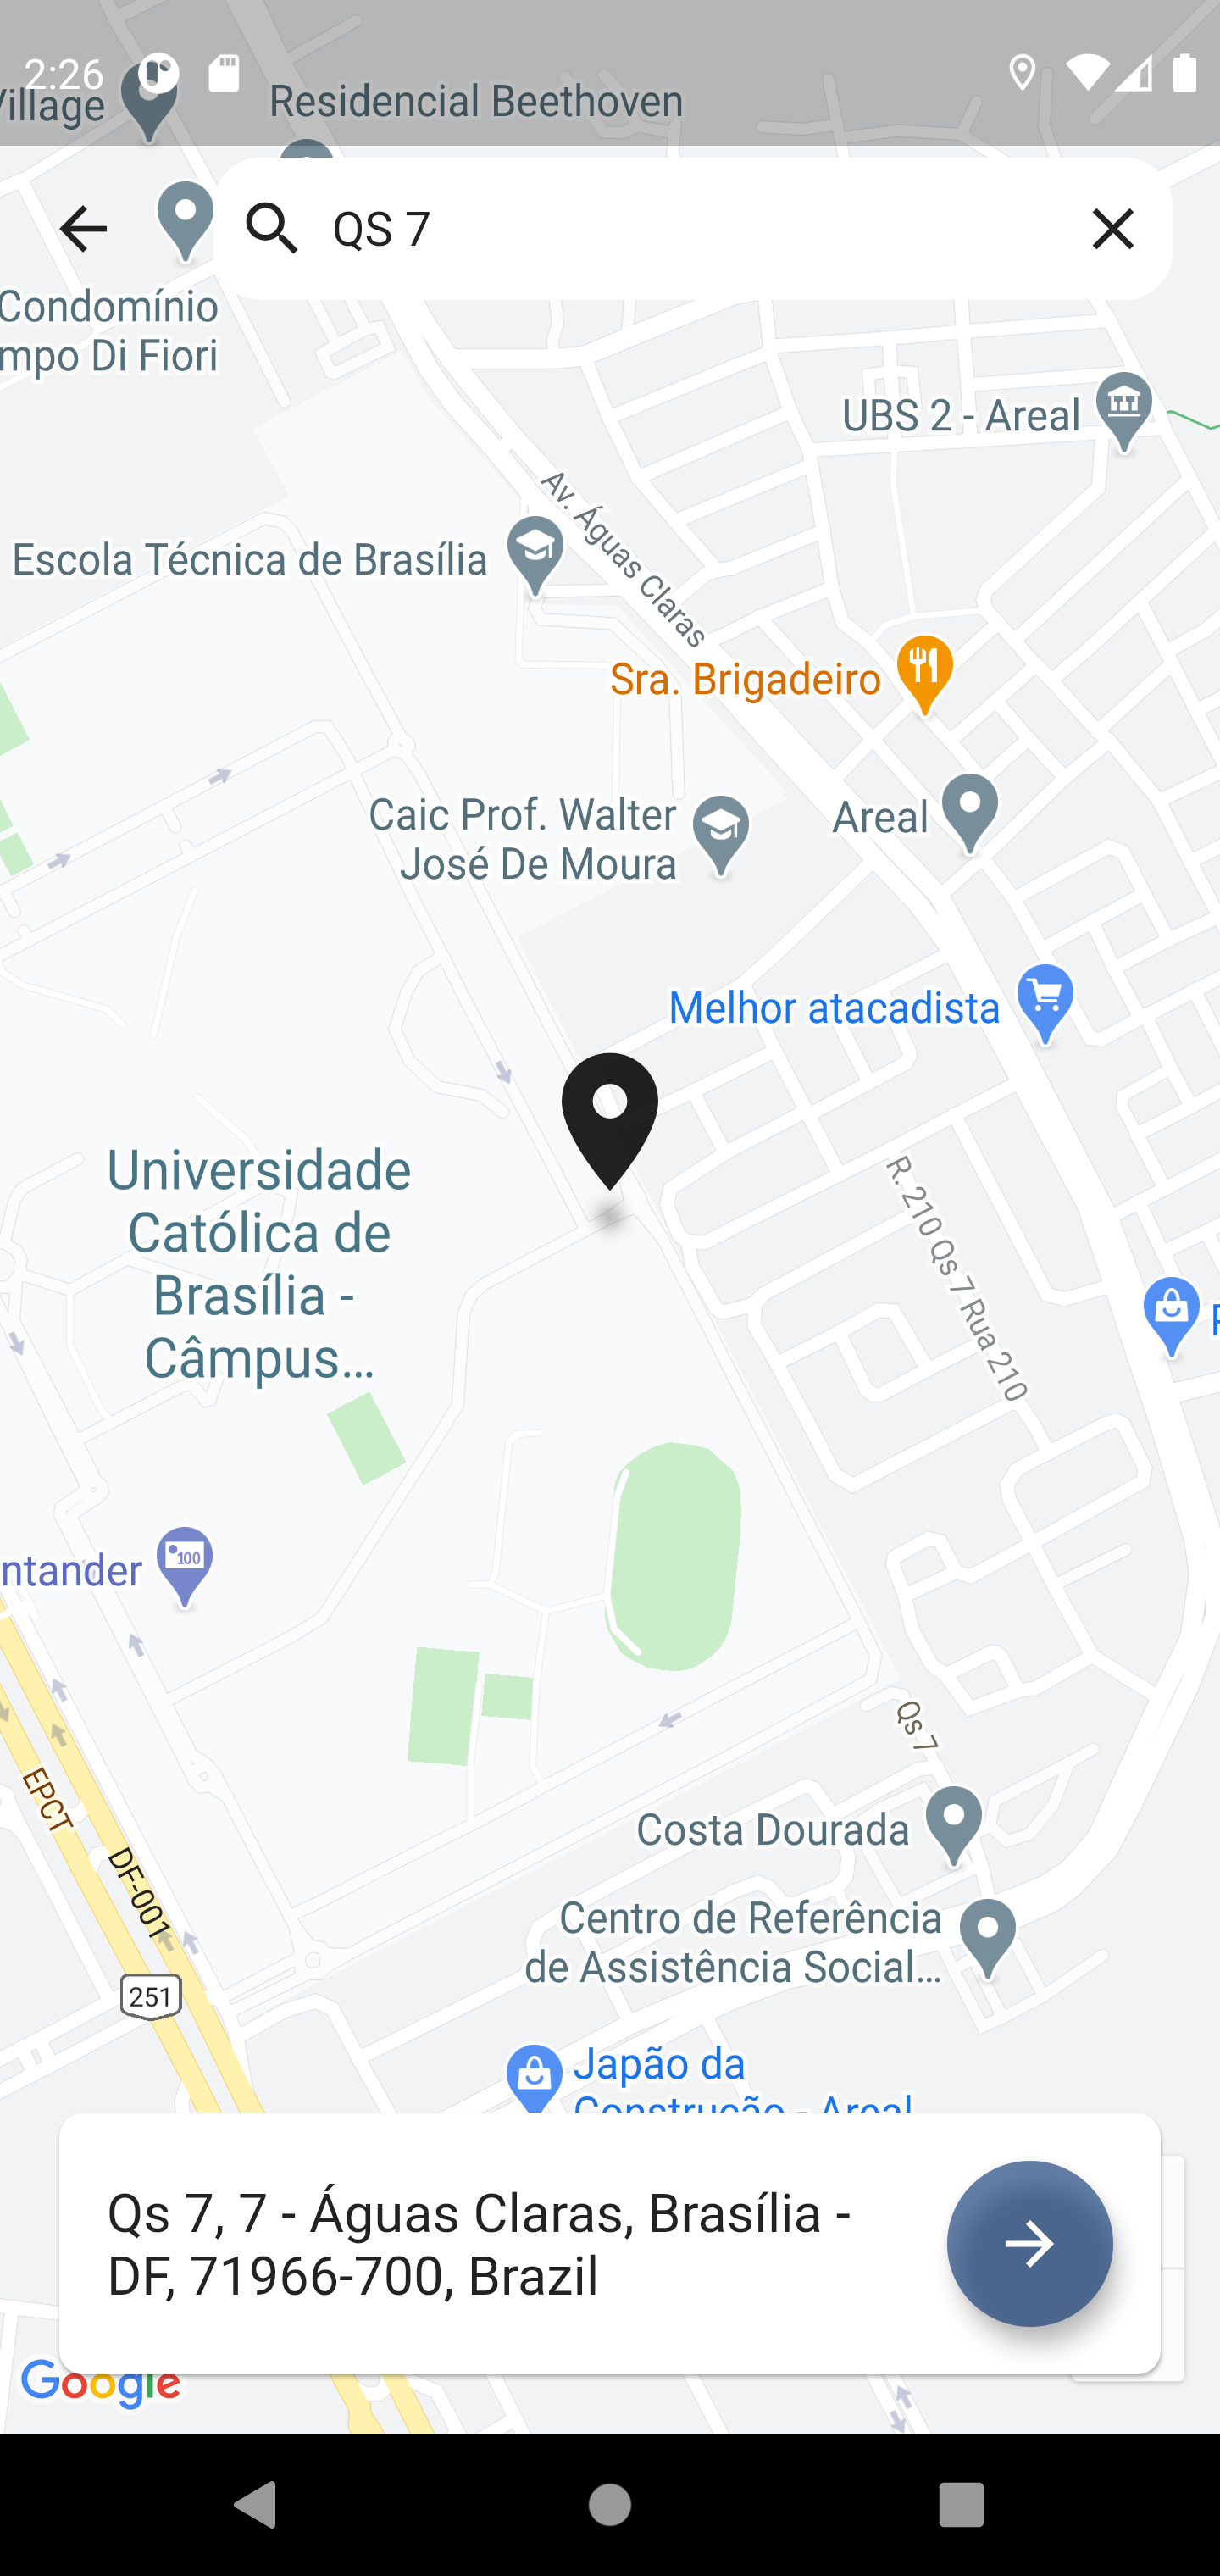 2:26
Village
Residencial Beethoven
QS 7
Condomínio
mpo Di Fiori
UBS 2 - Areal
Av. Águas Claras
Escola Técnica de Brasília
Sra. Brigadeiro
Caic Prof. Walter
José De Moura
Areal
Melhor atacadista
Universidade
Católica de
Brasília -
Câmpus...
R. 210 Qs 7 Rua 210
ntander
100
Qs 7
EPCT
DF-001
Costa Dourada
Centro de Referência
de Assistência Social...
251
Japão da
Construção - Areal
Qs 7, 7 - Águas Claras, Brasília -
DF, 71966-700, Brazil
Google